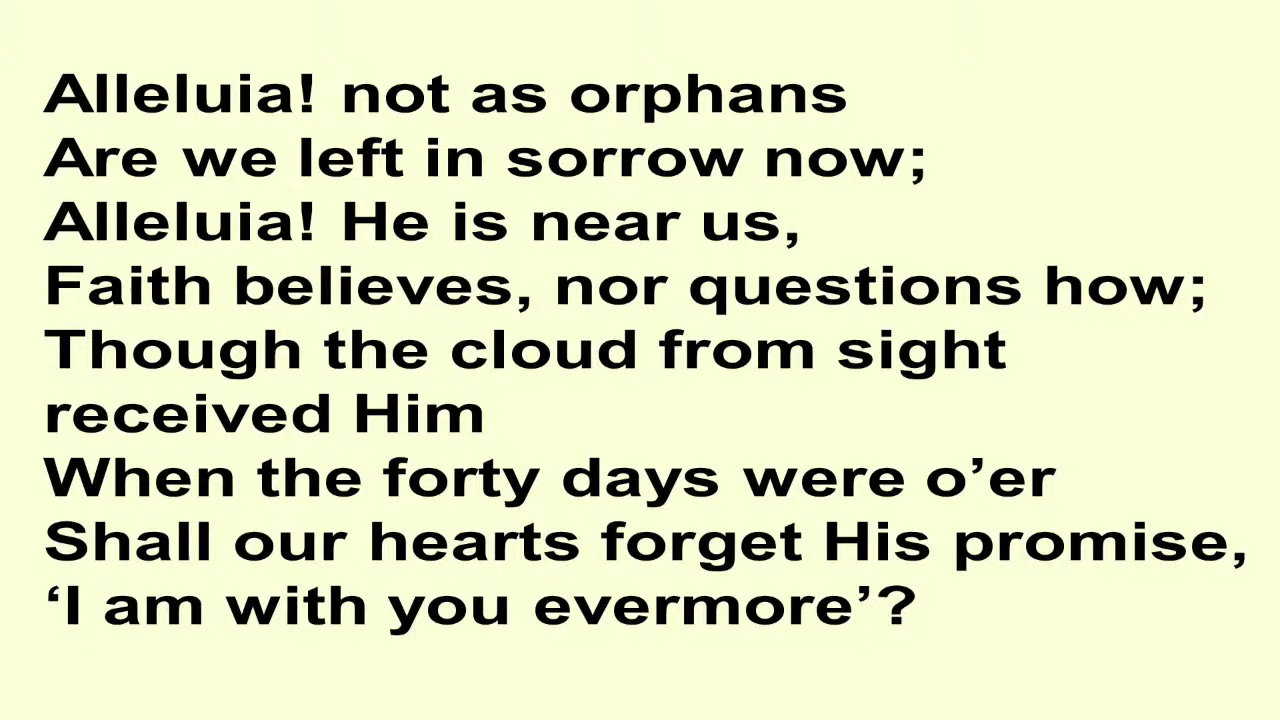 Alleluia! not as orphans
Are we left in sorrow now;
Alleluia! He is near us,
Faith believes, nor questions how;
Though the cloud from sight
received Him
When the forty days were o’er
Shall our hearts forget His promise,
‘I am with you evermore’?